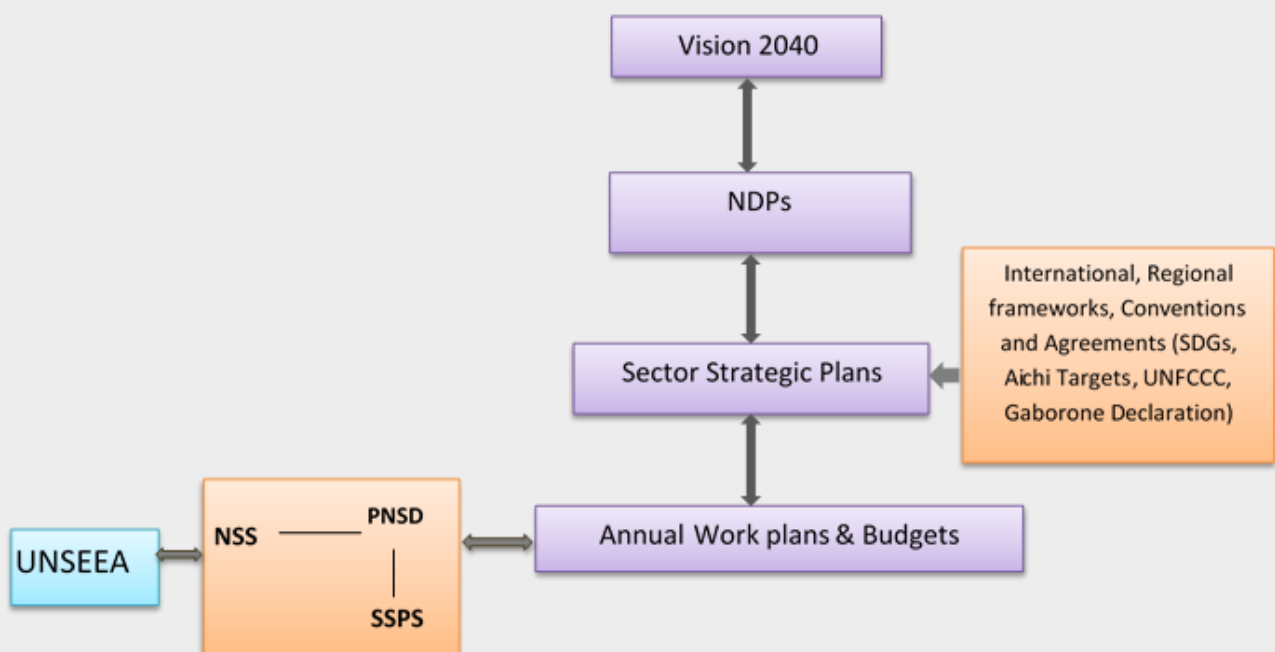 Vision 2040
NDPs
International, Regional
frameworks, Conventions
and Agreements (SDGs,
Aichi Targets, UNFCCC,
Gaborone Declaration)
Sector Strategic Plans
Annual Work plans & Budgets
UNSEEA
NSS
PNSD
SSPS